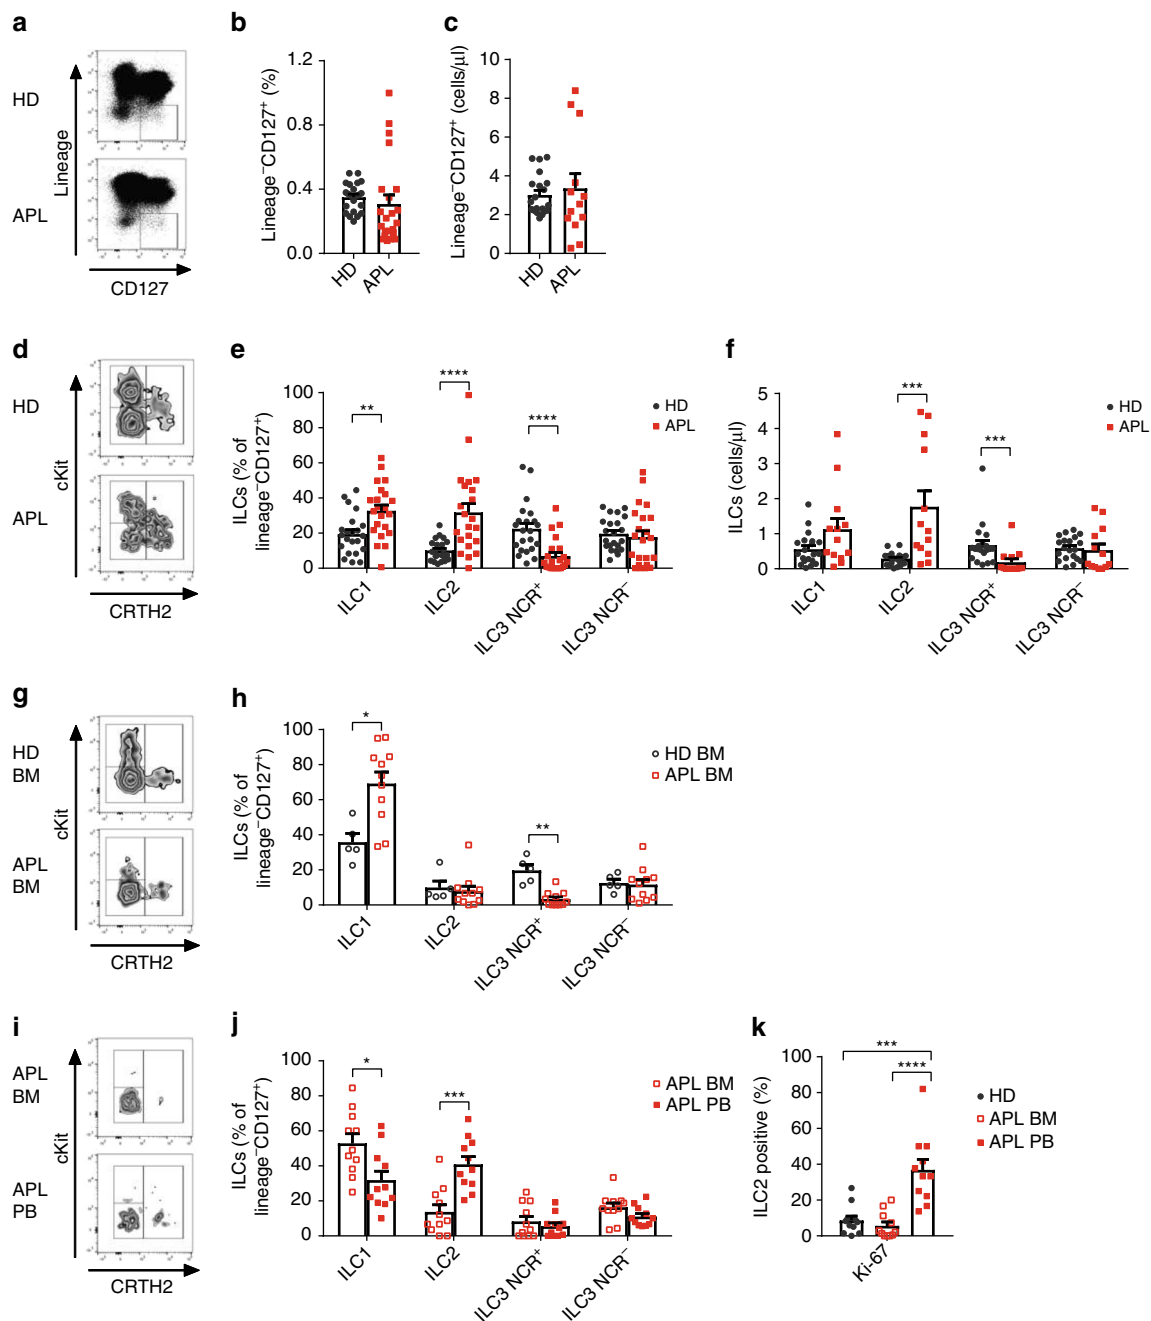 a
HD
APL
Lineage
CD127
b
Lineage⁻CD127⁺ (%)
1.2
0.8
0.4
0.0
HD
APL
c
Lineage⁻CD127⁺ (cells/µl)
10
8
6
4
2
0
HD
APL
d
HD
APL
cKit
CRTH2
e
ILCs (% of
lineage⁻CD127⁺)
100
80
60
40
20
0
**
****
****
HD
APL
ILC1
ILC2
ILC3 NCR⁺
ILC3 NCR⁻
f
ILCs (cells/µl)
5
4
3
2
1
0
***
***
HD
APL
ILC1
ILC2
ILC3 NCR⁺
ILC3 NCR⁻
g
HD
BM
APL
BM
cKit
CRTH2
h
ILCs (% of
lineage⁻CD127⁺)
100
80
60
40
20
0
*
**
HD BM
APL BM
ILC1
ILC2
ILC3 NCR⁺
ILC3 NCR⁻
i
APL
BM
APL
PB
cKit
CRTH2
j
ILCs (% of
lineage⁻CD127⁺)
100
80
60
40
20
0
*
***
APL BM
APL PB
ILC1
ILC2
ILC3 NCR⁺
ILC3 NCR⁻
k
ILC2 positive (%)
100
80
60
40
20
0
***
****
HD
APL BM
APL PB
Ki-67